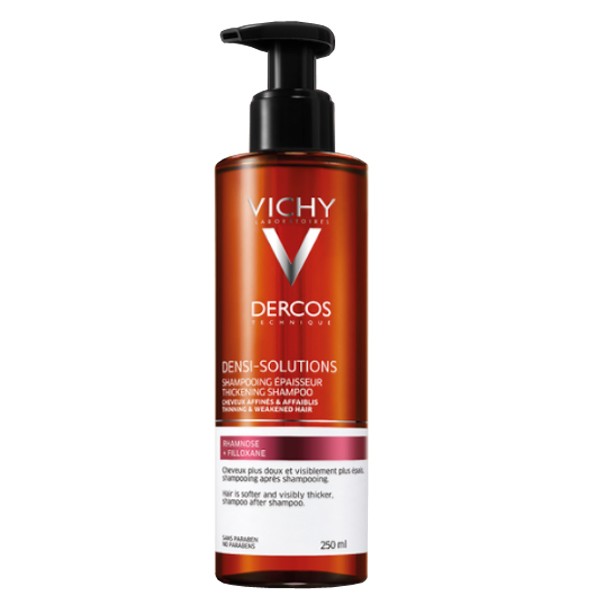 VICHY
LABORATOIRES
DERCOS
TECHNIQUE
DENSI-SOLUTIONS
SHAMPOOING ÉPAISSEUR
THICKENING SHAMPOO
CHEVEUX AFFINÉS & AFFAIBLIS
THINNING & WEAKENED HAIR
RHAMNOSE
+ FILLOXANE
Cheveux plus doux et visiblement plus épais,
shampooing après shampooing.
Hair is softer and visibly thicker,
shampoo after shampoo.
SANS PARABEN
NO PARABENS
250 ml